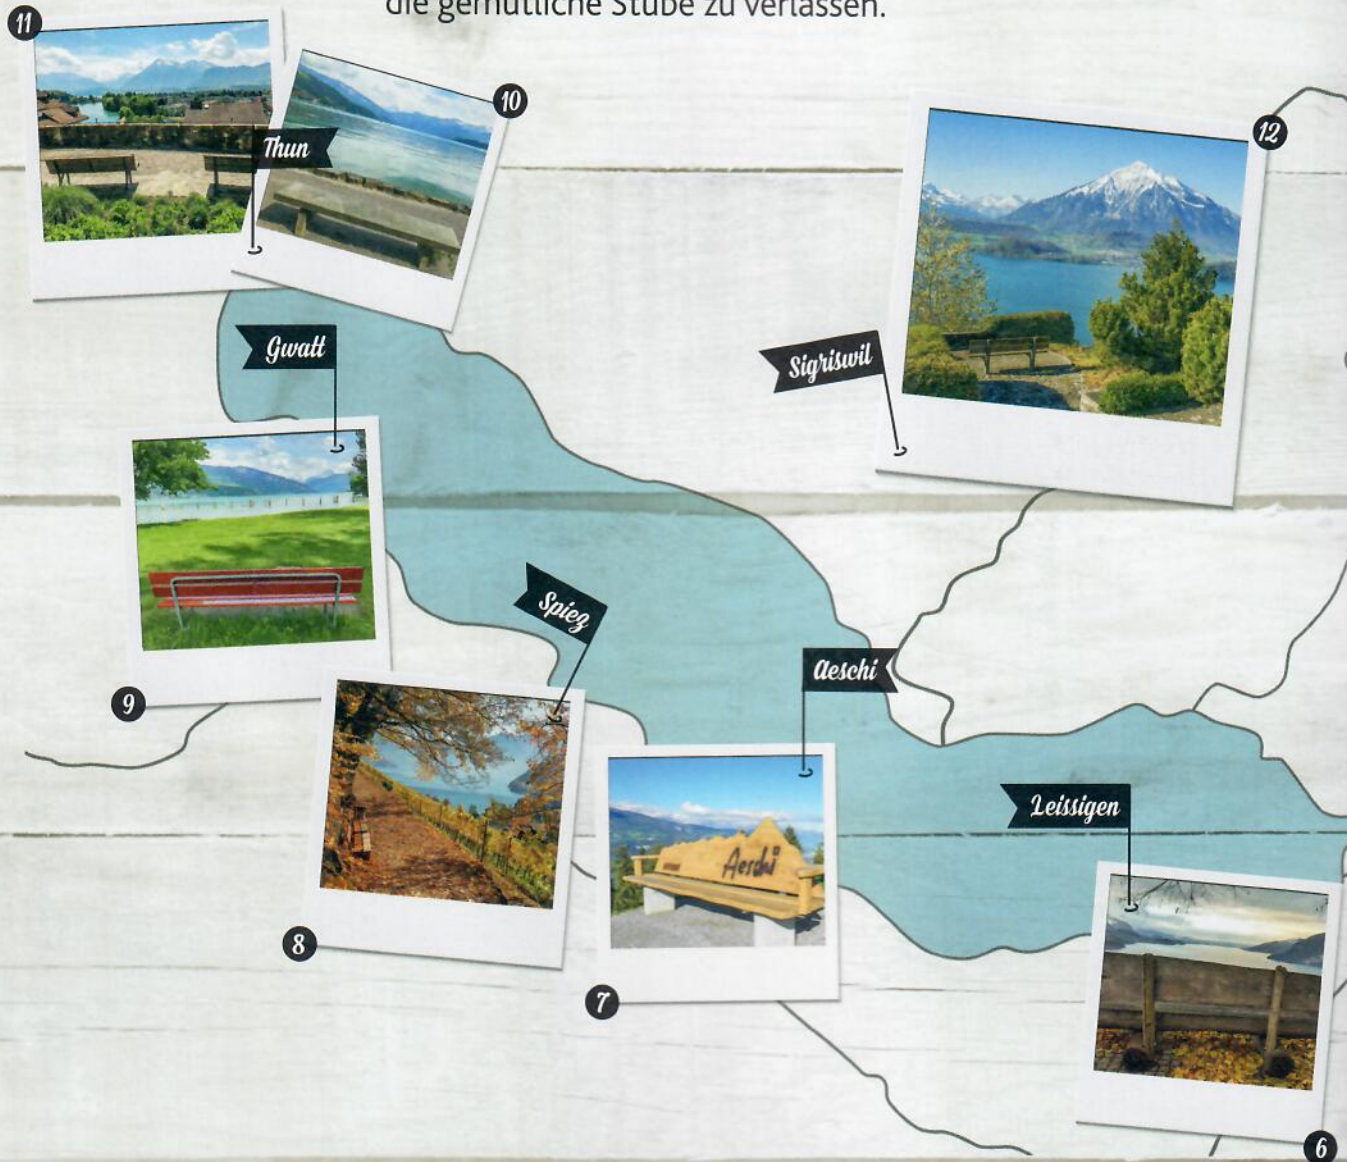 die gemütliche Stube zu verlassen.
11
10
12
Thun
Gwatt
Sigriswil
Spiez
Aeschi
Leissigen
Aeschi
9
8
7
6